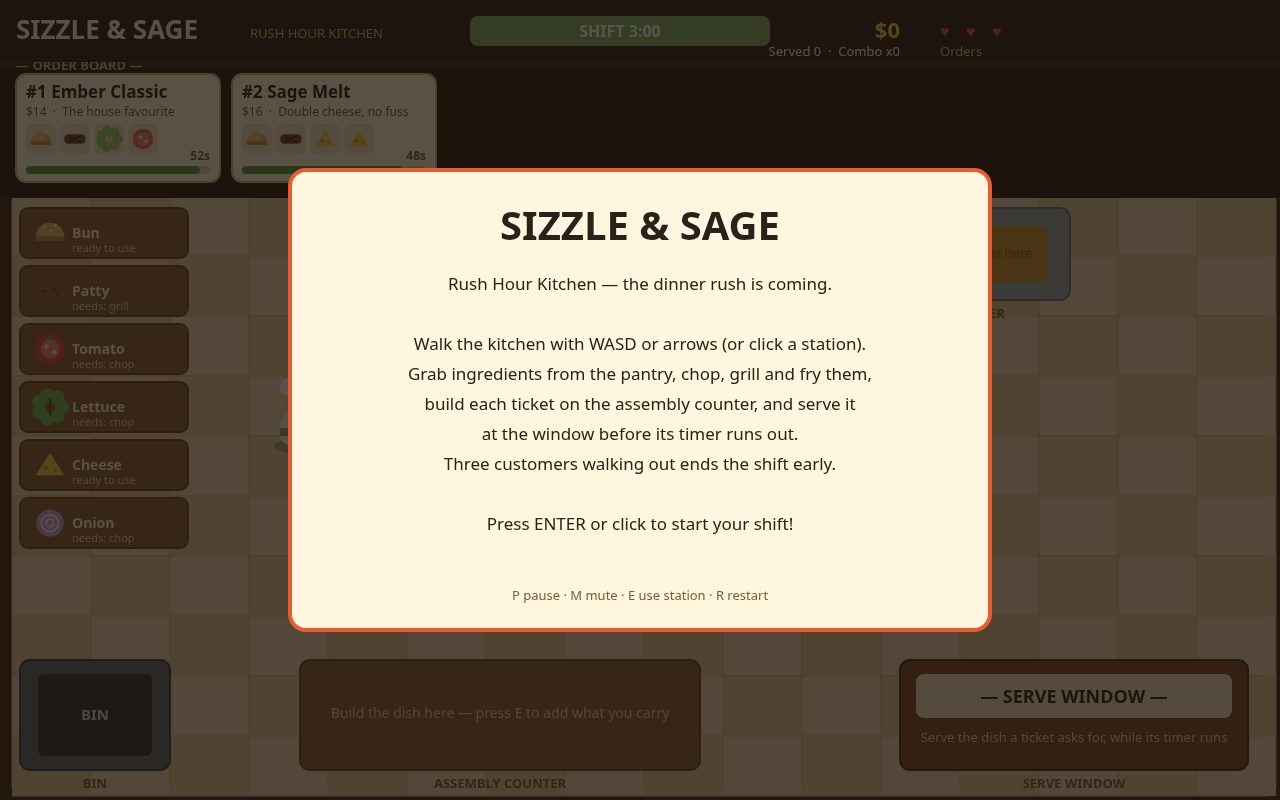 SIZZLE & SAGE
RUSH HOUR KITCHEN
SHIFT 3:00
$0
Served 0 · Combo x0
Orders
— ORDER BOARD —
#1 Ember Classic
$14 · The house favourite
52s
#2 Sage Melt
$16 · Double cheese, no fuss
48s
Bun
ready to use
Patty
needs: grill
Tomato
needs: chop
Lettuce
needs: chop
Cheese
ready to use
Onion
needs: chop
SIZZLE & SAGE
Rush Hour Kitchen — the dinner rush is coming.
Walk the kitchen with WASD or arrows (or click a station).
Grab ingredients from the pantry, chop, grill and fry them,
build each ticket on the assembly counter, and serve it
at the window before its timer runs out.
Three customers walking out ends the shift early.
Press ENTER or click to start your shift!
P pause · M mute · E use station · R restart
here
BIN
BIN
Build the dish here — press E to add what you carry
ASSEMBLY COUNTER
— SERVE WINDOW —
Serve the dish a ticket asks for, while its timer runs
SERVE WINDOW